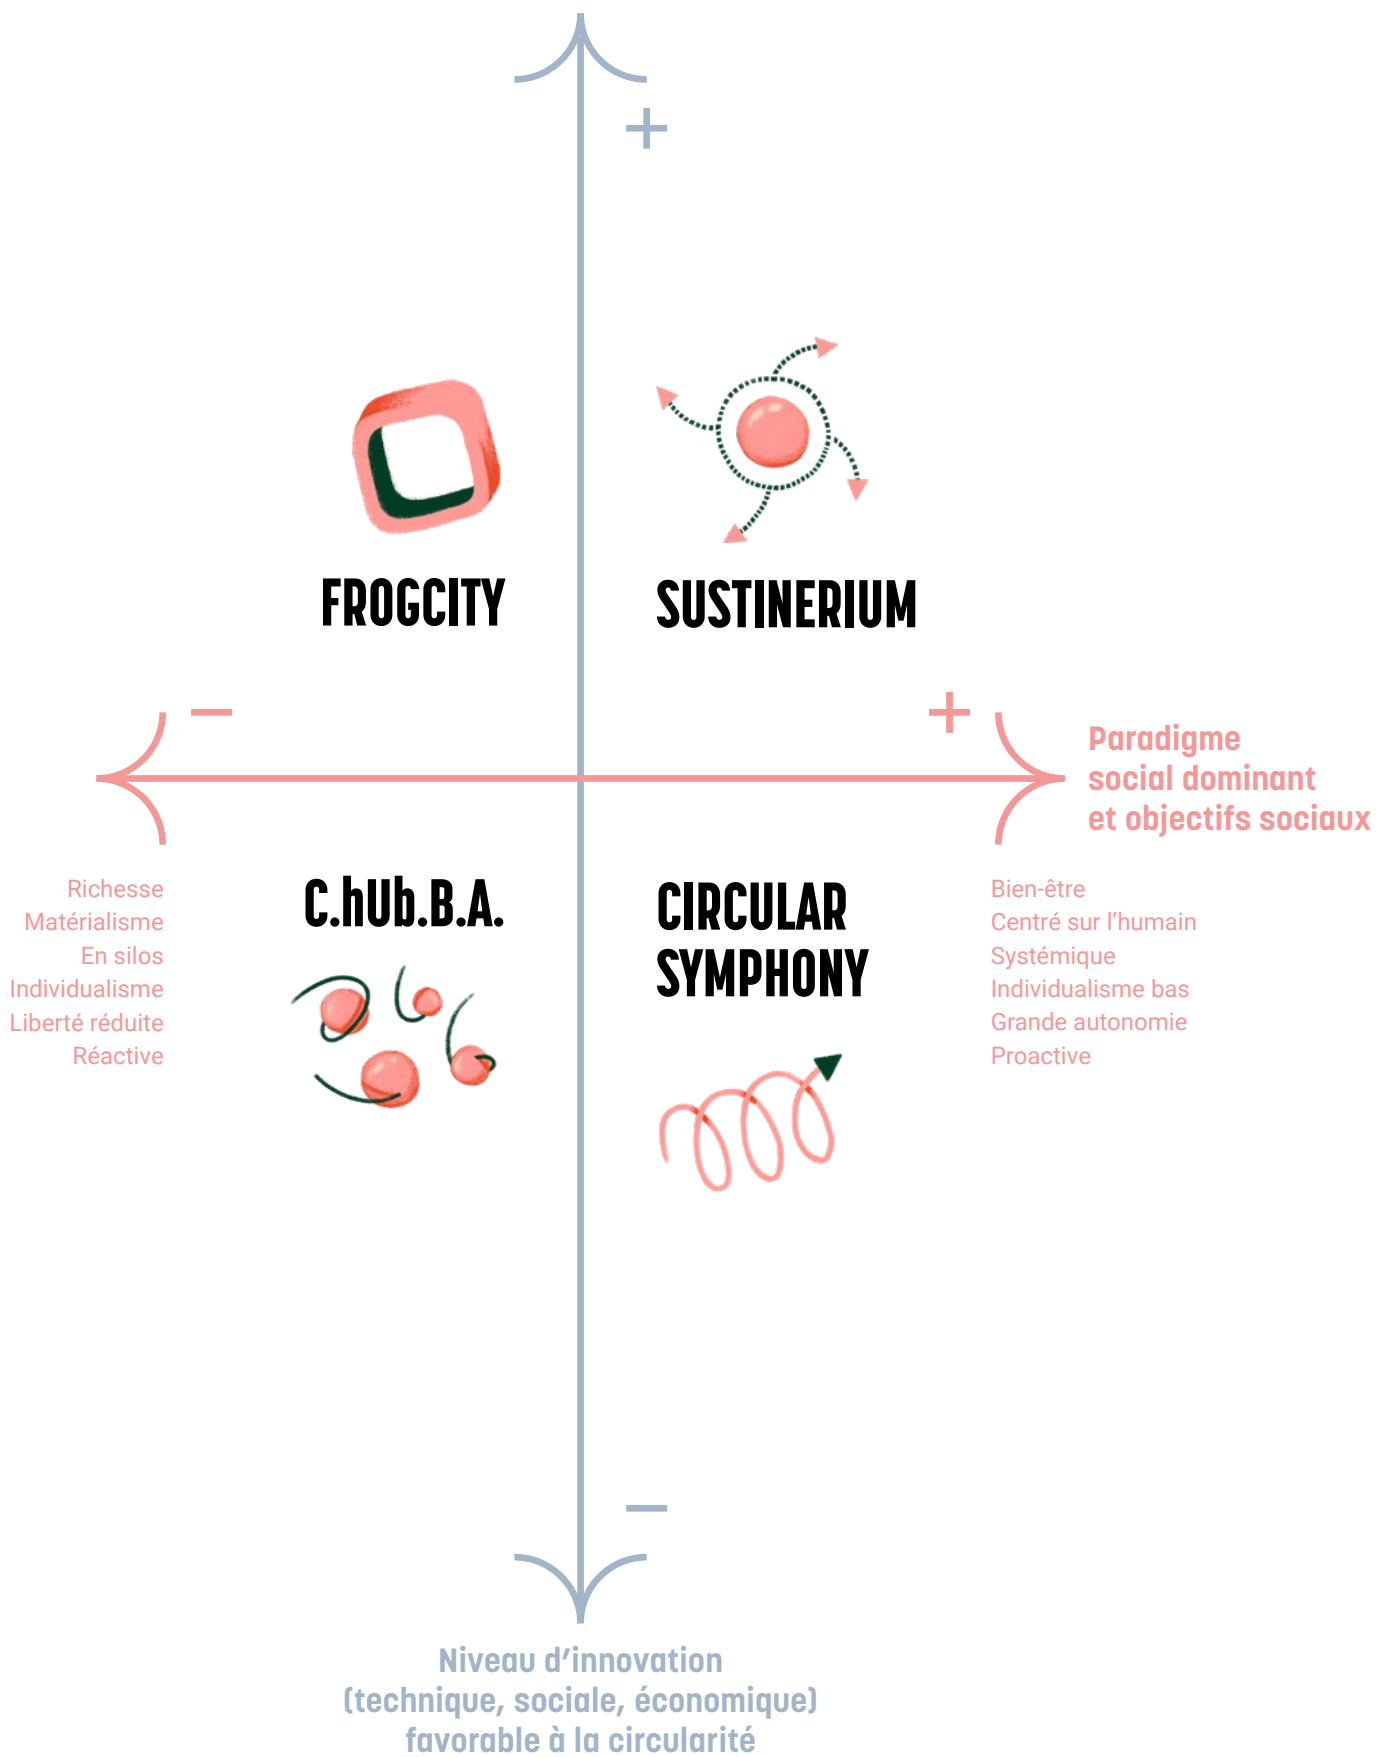 +
FROGCITY
SUSTINERIUM
−
+
Paradigme
social dominant
et objectifs sociaux
Richesse
Matérialisme
En silos
Individualisme
Liberté réduite
Réactive
C.hUb.B.A.
CIRCULAR
SYMPHONY
Bien-être
Centré sur l’humain
Systémique
Individualisme bas
Grande autonomie
Proactive
−
Niveau d’innovation
(technique, sociale, économique)
favorable à la circularité